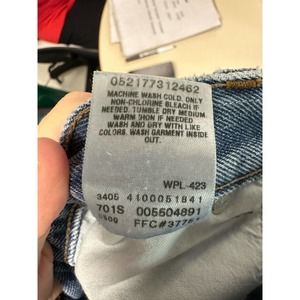 052177312462
MACHINE WASH COLD. ONLY
NON-CHLORINE BLEACH IF
NEEDED. TUMBLE DRY MEDIUM.
WARM IRON IF NEEDED.
WASH AND DRY WITH LIKE
COLORS. WASH GARMENT INSIDE
OUT.
WPL-423
3405 4100051841
701S 005504891
FFC#